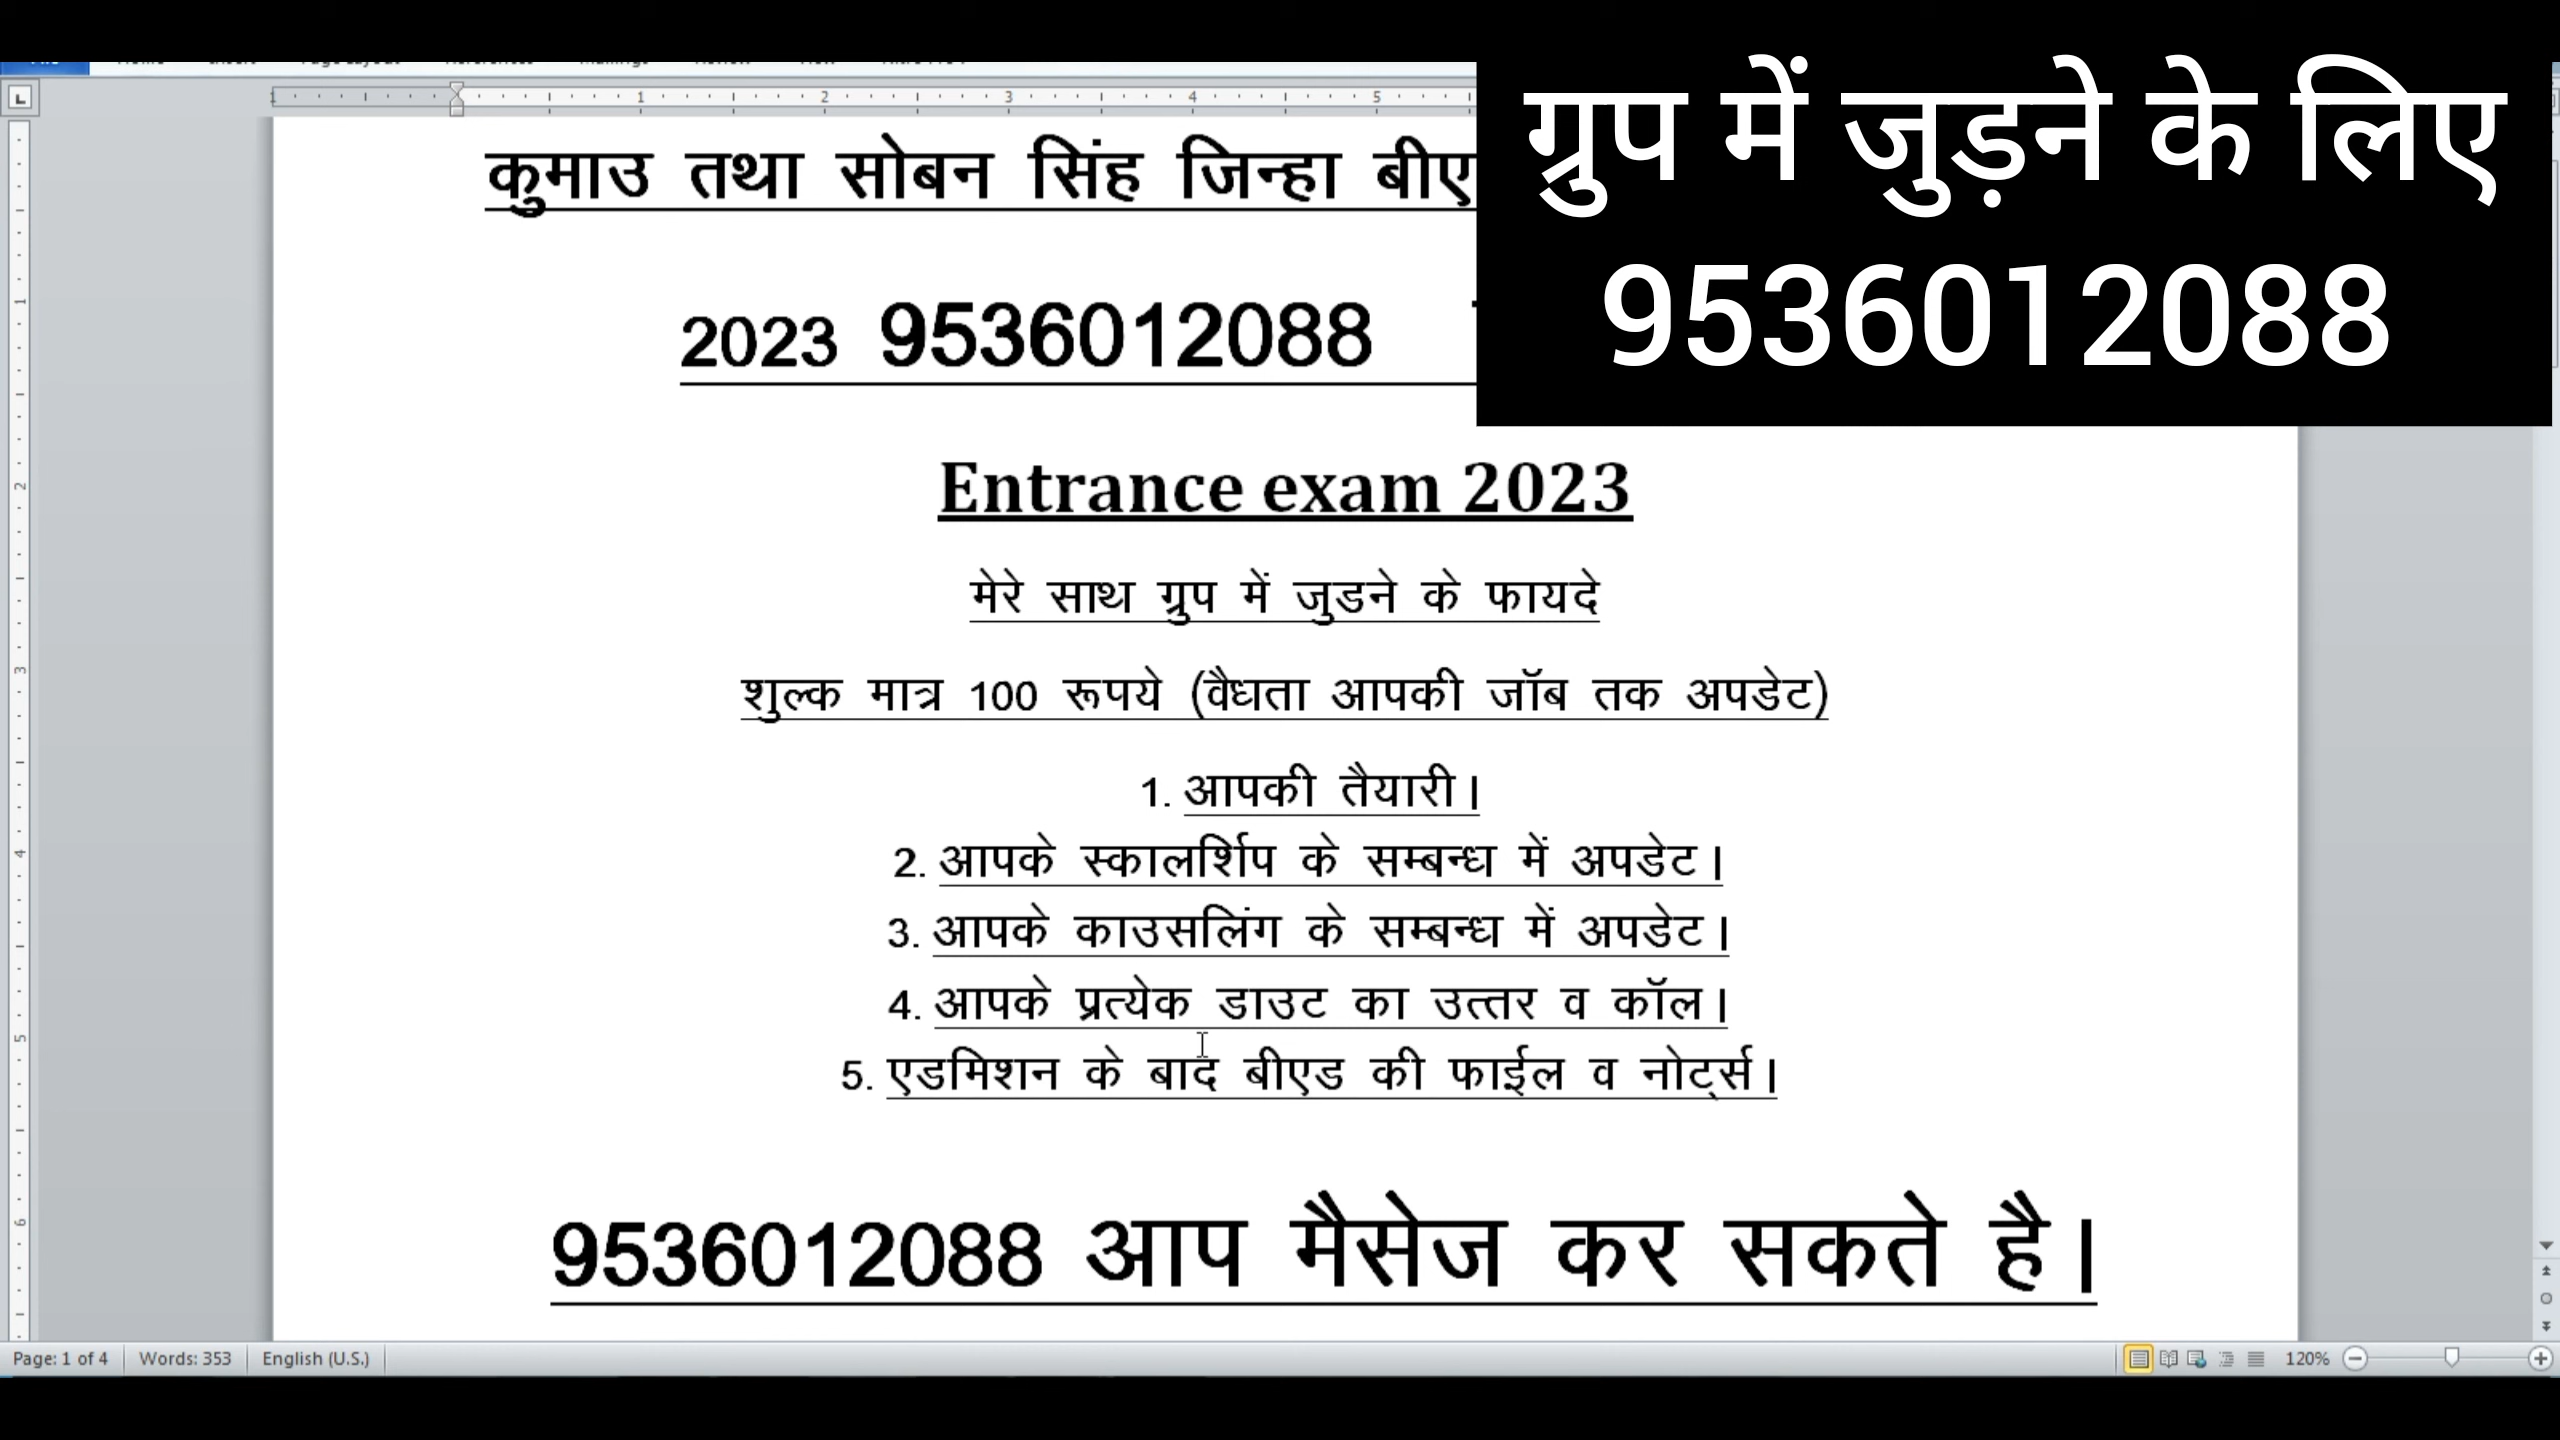 कुमाउ तथा सोबन सिंह जिन्हा बीए
ग्रुप में जुड़ने के लिए
9536012088
2023 9536012088
Entrance exam 2023
मेरे साथ ग्रुप में जुडने के फायदे
शुल्क मात्र 100 रूपये (वैधता आपकी जॉब तक अपडेट)
1. आपकी तैयारी।
2. आपके स्कालर्शिप के सम्बन्ध में अपडेट।
3. आपके काउसलिंग के सम्बन्ध में अपडेट।
4. आपके प्रत्येक डाउट का उत्तर व कॉल।
5. एडमिशन के बाद बीएड की फाईल व नोट्र्स।
9536012088 आप मैसेज कर सकते है।
Page: 1 of 4 Words: 353 English (U.S.) 120%